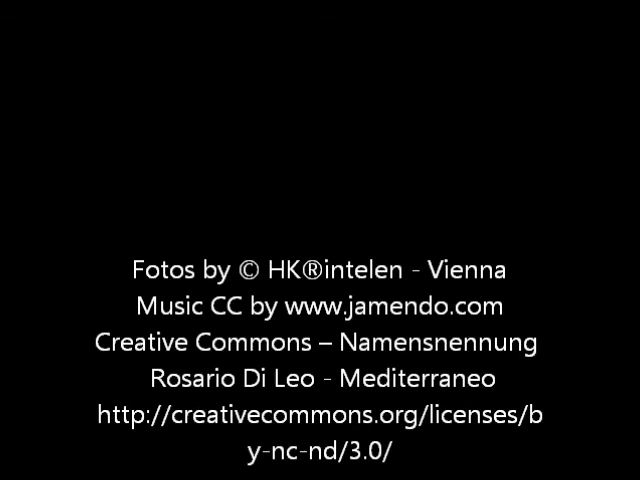 Fotos by © HK®intelen - Vienna
Music CC by www.jamendo.com
Creative Commons – Namensnennung
Rosario Di Leo - Mediterraneo
http://creativecommons.org/licenses/b
y-nc-nd/3.0/